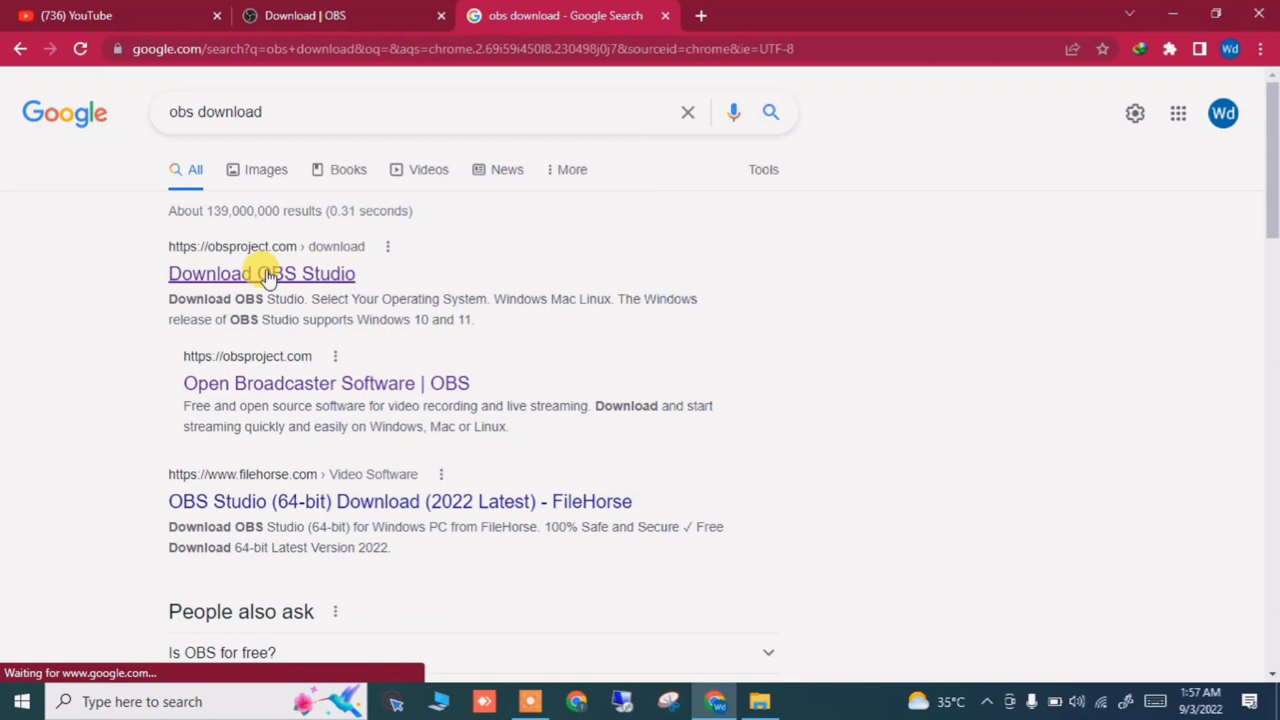 (736) YouTube
Download | OBS
obs download - Google Search
google.com/search?q=obs+download&oq=&aqs=chrome.2.69i59i450l8.230498j0j7&sourceid=chrome&ie=UTF-8
Wd
Google
obs download
Wd
All
Images
Books
Videos
News
More
Tools
About 139,000,000 results (0.31 seconds)
https://obsproject.com › download
Download OBS Studio
Download OBS Studio. Select Your Operating System. Windows Mac Linux. The Windows
release of OBS Studio supports Windows 10 and 11.
https://obsproject.com
Open Broadcaster Software | OBS
Free and open source software for video recording and live streaming. Download and start
streaming quickly and easily on Windows, Mac or Linux.
https://www.filehorse.com › Video Software
OBS Studio (64-bit) Download (2022 Latest) - FileHorse
Download OBS Studio (64-bit) for Windows PC from FileHorse. 100% Safe and Secure ✓ Free
Download 64-bit Latest Version 2022.
People also ask
Is OBS for free?
Waiting for www.google.com...
Type here to search
Wd
35°C
1:57 AM
9/3/2022